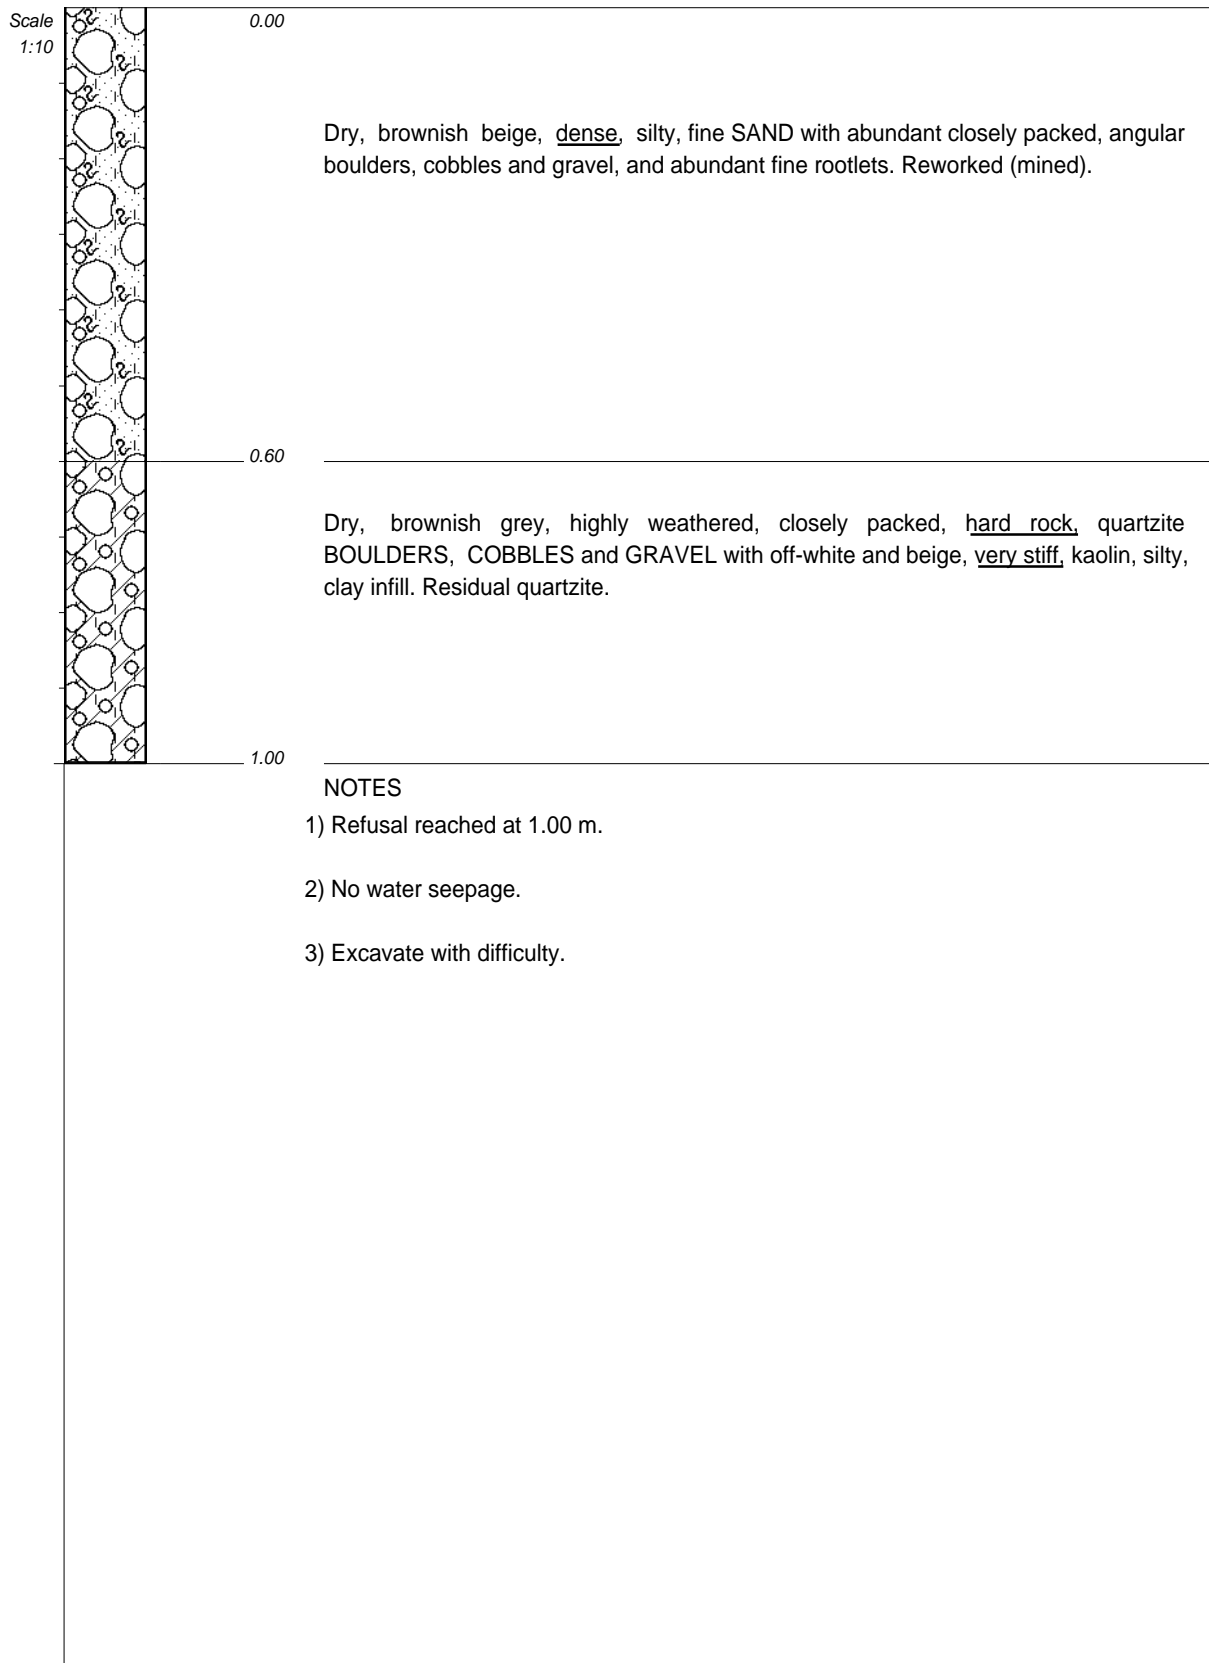 Scale
1:10
0.00
Dry, brownish beige, dense, silty, fine SAND with abundant closely packed, angular
boulders, cobbles and gravel, and abundant fine rootlets. Reworked (mined).
0.60
Dry, brownish grey, highly weathered, closely packed, hard rock, quartzite
BOULDERS, COBBLES and GRAVEL with off-white and beige, very stiff, kaolin, silty,
clay infill. Residual quartzite.
1.00
NOTES
1) Refusal reached at 1.00 m.
2) No water seepage.
3) Excavate with difficulty.